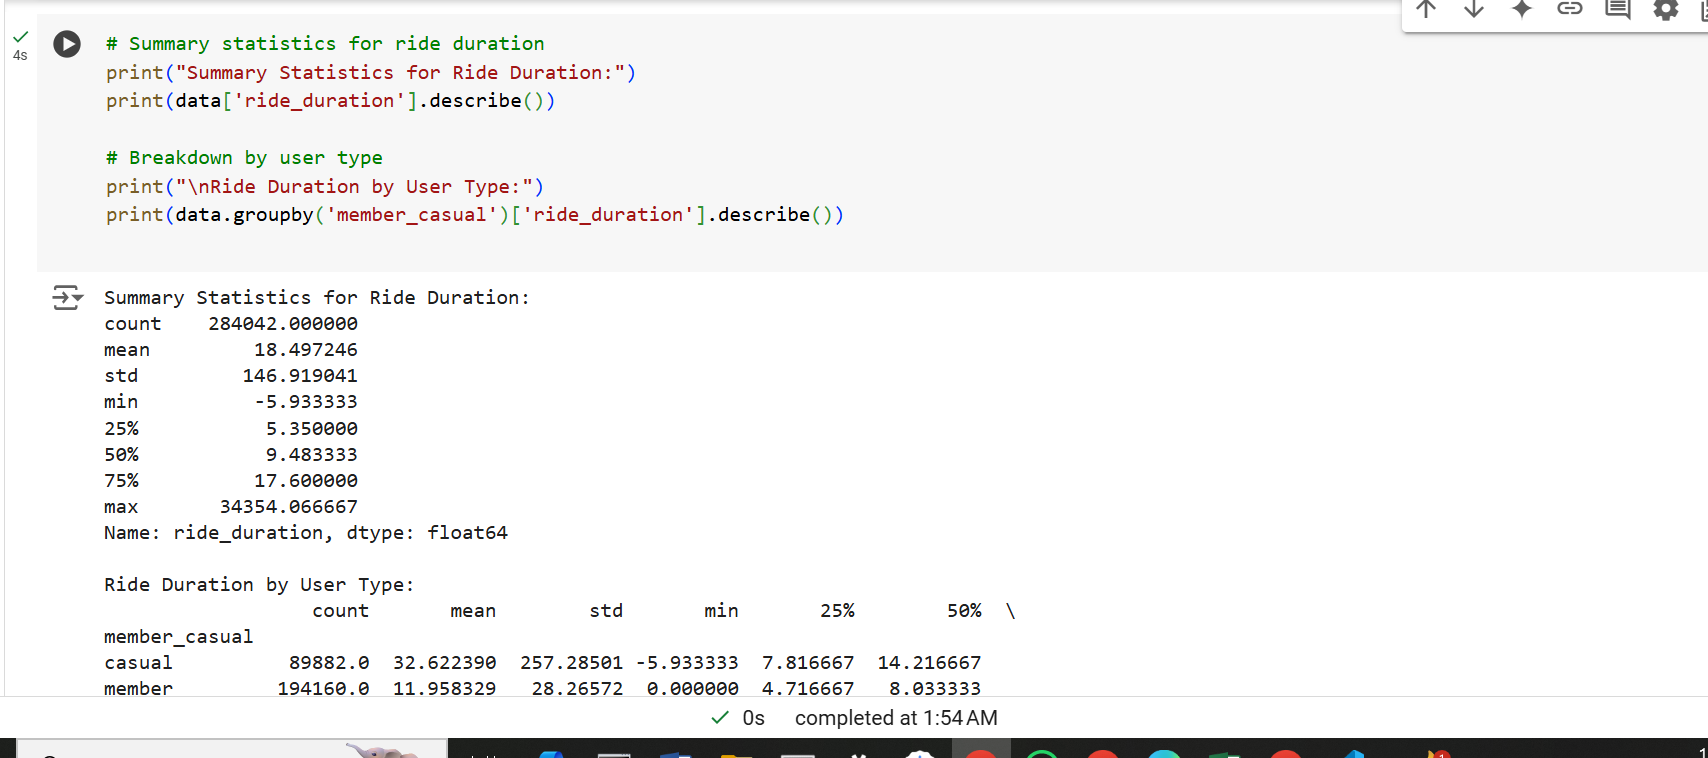 4s
# Summary statistics for ride duration
print("Summary Statistics for Ride Duration:")
print(data['ride_duration'].describe())
# Breakdown by user type
print("\nRide Duration by User Type:")
print(data.groupby('member_casual')['ride_duration'].describe())
Summary Statistics for Ride Duration:
count    284042.000000
mean         18.497246
std         146.919041
min          -5.933333
25%           5.350000
50%           9.483333
75%          17.600000
max       34354.066667
Name: ride_duration, dtype: float64
Ride Duration by User Type:
count       mean        std       min       25%        50%  \
member_casual
casual          89882.0  32.622390  257.28501 -5.933333  7.816667  14.216667
member         194160.0  11.958329   28.26572  0.000000  4.716667   8.033333
0s completed at 1:54 AM
1